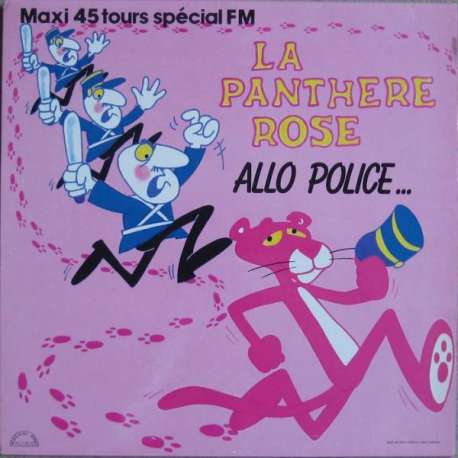 Maxi 45 tours spécial FM
LA
PANTHERE
ROSE
ALLO POLICE...